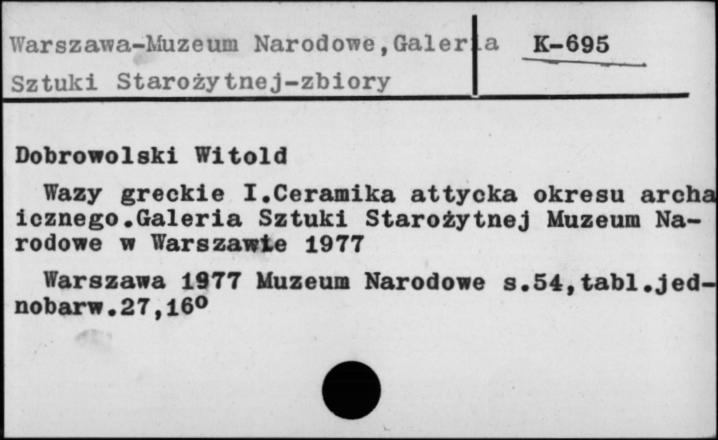 Warszawa-Muzeum Narodowe,Galeria
K-695
Sztuki Starożytnej-zbiory
Dobrowolski Witold
Wazy greckie I.Ceramika attycka okresu archa
icznego.Galeria Sztuki Starożytnej Muzeum Na-
rodowe w Warszawie 1977
Warszawa 1977 Muzeum Narodowe s.54,tabl.jed-
nobarw.27,16º